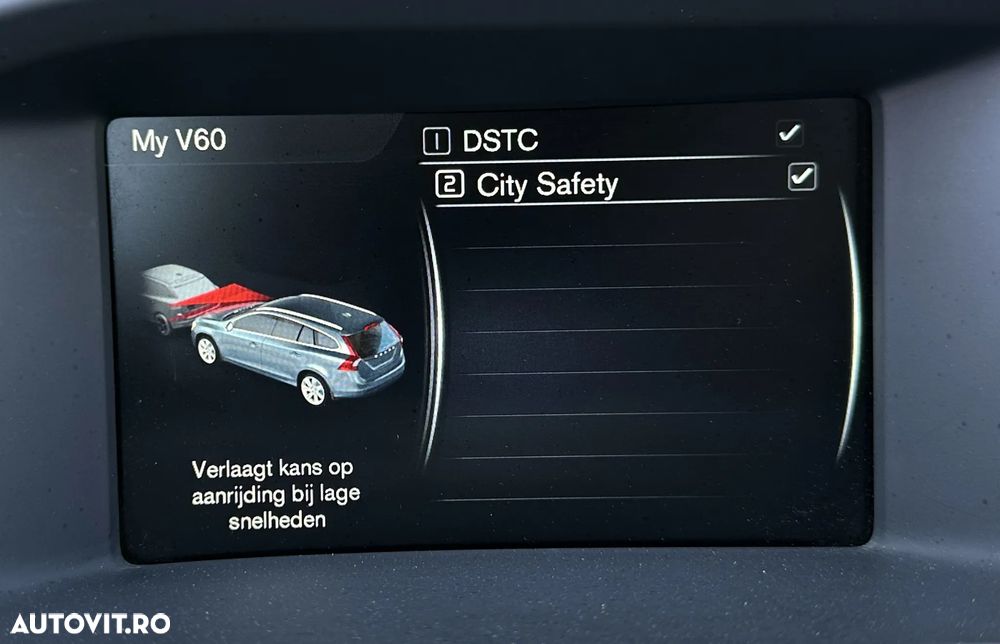 My V60
1 DSTC
2 City Safety
Verlaagt kans op
aanrijding bij lage
snelheden
AUTOVIT.RO